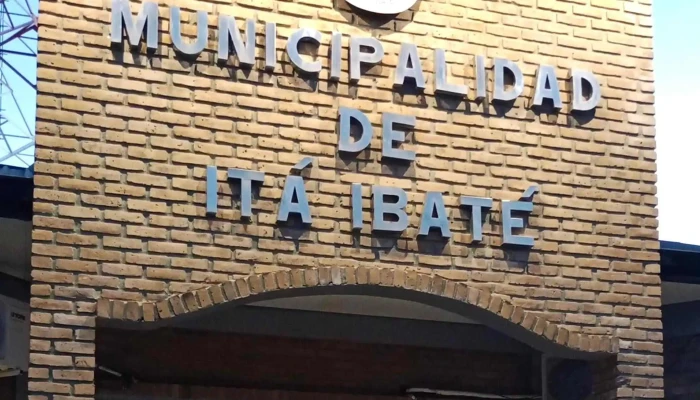 MUNICIPALIDAD
DE
ITÁ IBATÉ